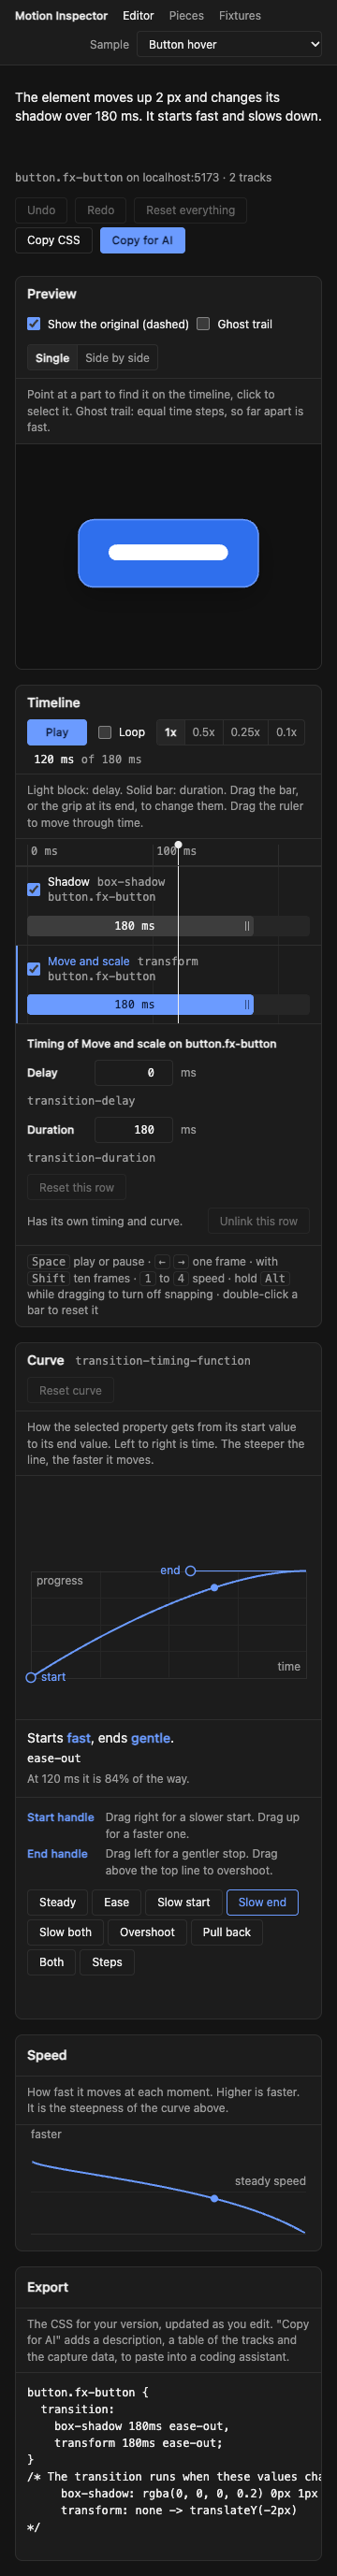 Motion Inspector Editor Pieces Fixtures
Sample Button hover
The element moves up 2 px and changes its
shadow over 180 ms. It starts fast and slows down.
button.fx-button on localhost:5173 · 2 tracks
Undo Redo Reset everything
Copy CSS Copy for AI
Preview
Show the original (dashed) Ghost trail
Single Side by side
Point at a part to find it on the timeline, click to
select it. Ghost trail: equal time steps, so far apart is
fast.
Timeline
Play Loop 1x 0.5x 0.25x 0.1x
120 ms of 180 ms
Light block: delay. Solid bar: duration. Drag the bar,
or the grip at its end, to change them. Drag the ruler
to move through time.
0 ms 100 ms
Shadow box-shadow
button.fx-button
180 ms
Move and scale transform
button.fx-button
180 ms
Timing of Move and scale on button.fx-button
Delay 0 ms
transition-delay
Duration 180 ms
transition-duration
Reset this row
Has its own timing and curve. Unlink this row
Space play or pause · ← → one frame · with
Shift ten frames · 1 to 4 speed · hold Alt
while dragging to turn off snapping · double-click a
bar to reset it
Curve transition-timing-function
Reset curve
How the selected property gets from its start value
to its end value. Left to right is time. The steeper the
line, the faster it moves.
end
progress
time
start
Starts fast, ends gentle.
ease-out
At 120 ms it is 84% of the way.
Start handle Drag right for a slower start. Drag up
for a faster one.
End handle Drag left for a gentler stop. Drag
above the top line to overshoot.
Steady Ease Slow start Slow end
Slow both Overshoot Pull back
Both Steps
Speed
How fast it moves at each moment. Higher is faster.
It is the steepness of the curve above.
faster
steady speed
Export
The CSS for your version, updated as you edit. "Copy
for AI" adds a description, a table of the tracks and
the capture data, to paste into a coding assistant.
button.fx-button {
transition:
box-shadow 180ms ease-out,
transform 180ms ease-out;
}
/* The transition runs when these values cha
box-shadow: rgba(0, 0, 0, 0.2) 0px 1px
transform: none -> translateY(-2px)
*/